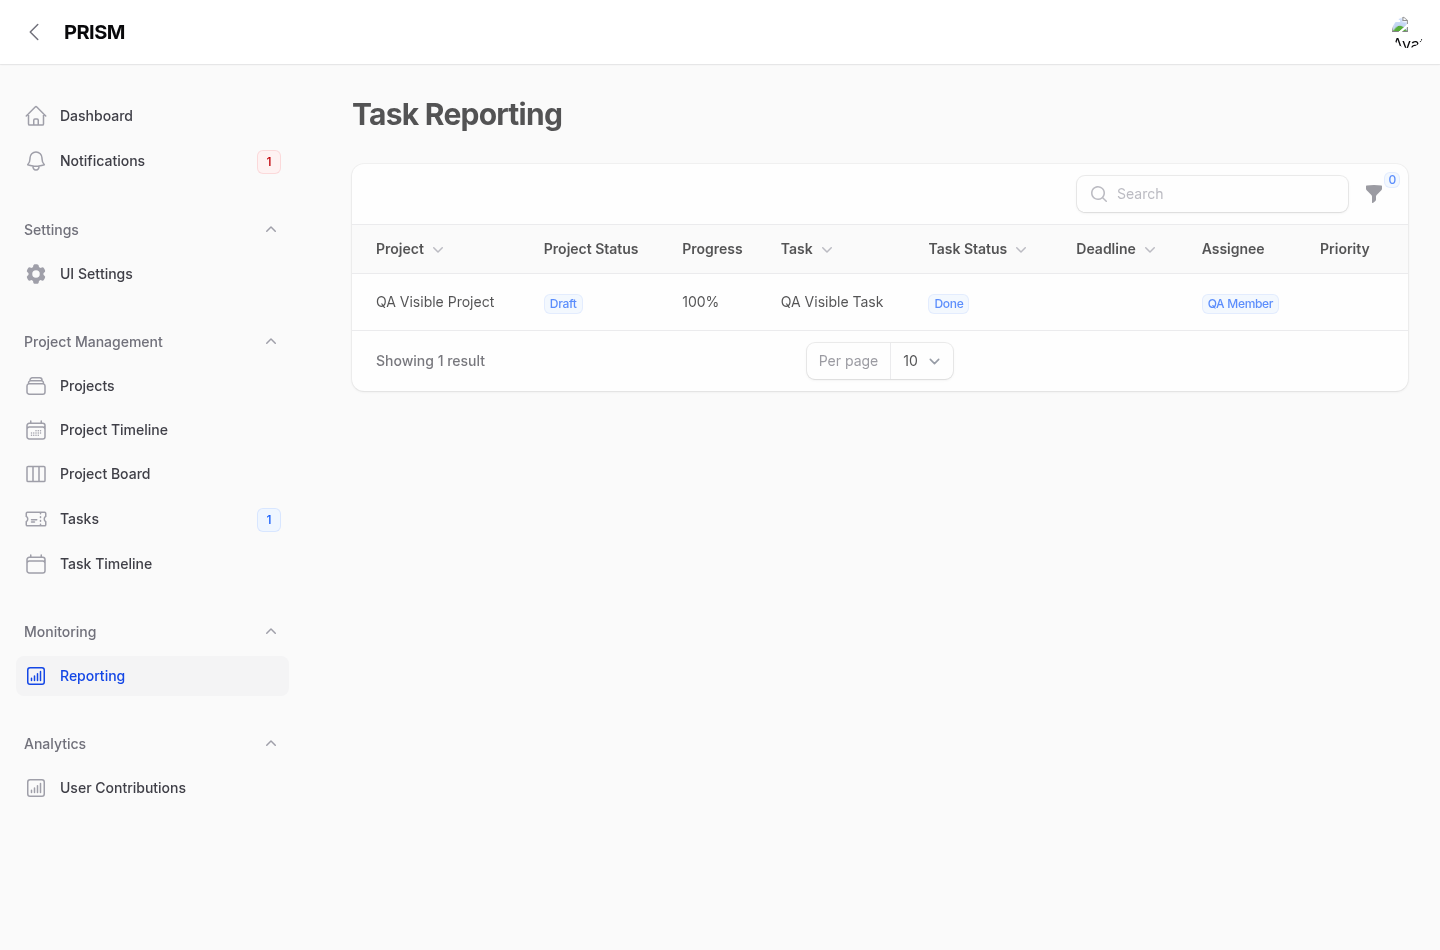 PRISM
Dashboard
Notifications 1
Settings
UI Settings
Project Management
Projects
Project Timeline
Project Board
Tasks 1
Task Timeline
Monitoring
Reporting
Analytics
User Contributions
Task Reporting
Search 0
Project Project Status Progress Task Task Status Deadline Assignee Priority
QA Visible Project Draft 100% QA Visible Task Done QA Member
Showing 1 result Per page 10